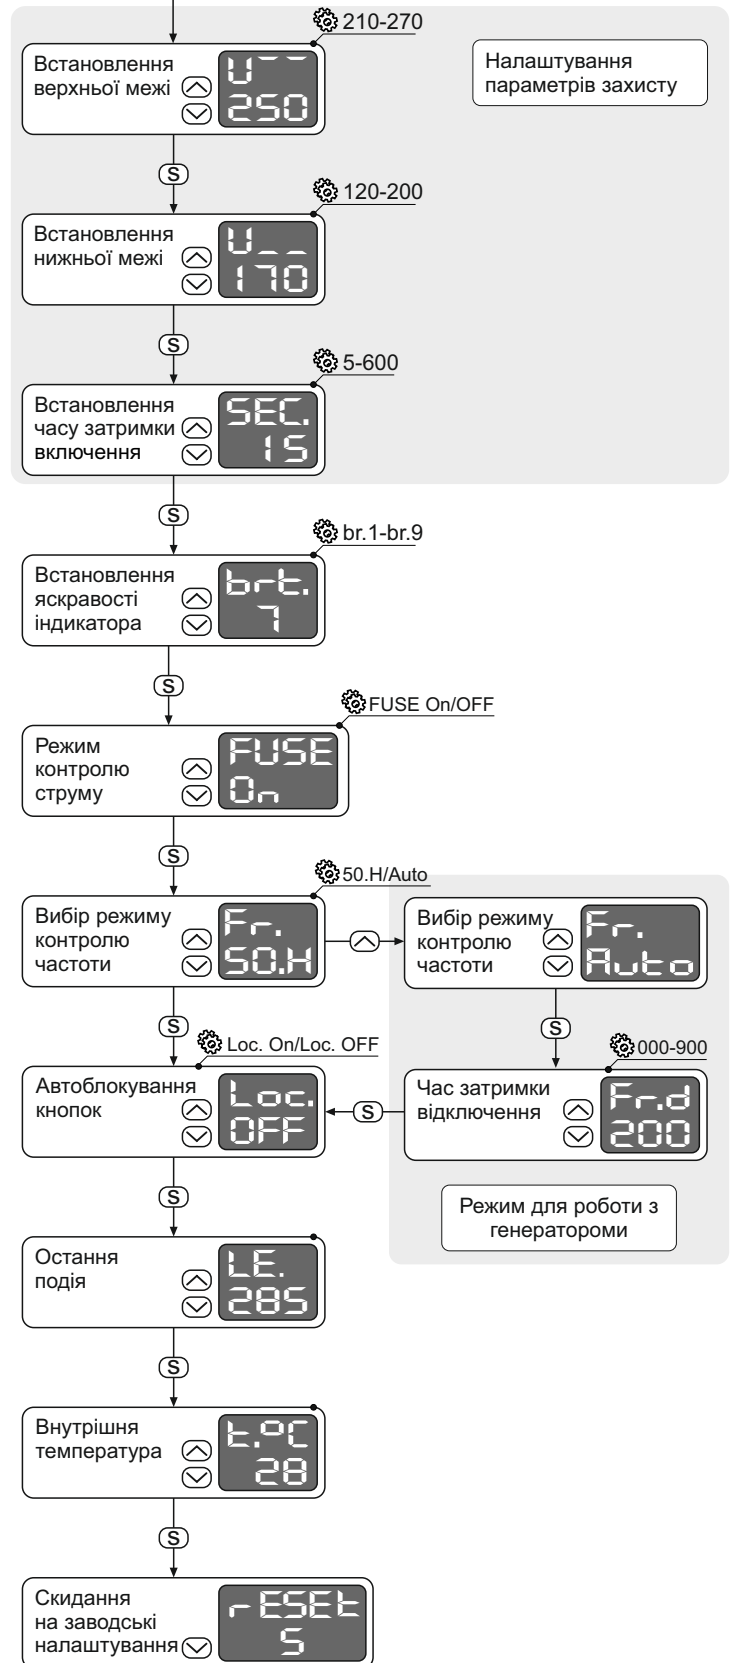 210-270
Встановлення
верхньої межі
U‾‾
250
Налаштування
параметрів захисту
S
120-200
Встановлення
нижньої межі
U__
170
S
5-600
Встановлення
часу затримки
включення
SEC.
15
S
br.1-br.9
Встановлення
яскравості
індикатора
brt.
7
S
FUSE On/OFF
Режим
контролю
струму
FUSE
On
S
50.H/Auto
Вибір режиму
контролю
частоти
Fr.
50.H
Вибір режиму
контролю
частоти
Fr.
Auto
S
S
Loc. On/Loc. OFF
000-900
Автоблокування
кнопок
Loc.
OFF
S
Час затримки
відключення
Fr.d
200
S
Режим для роботи з
генератороми
Остання
подія
LE.
285
S
Внутрішня
температура
t.°C
28
S
Скидання
на заводські
налаштування
rESEt
5